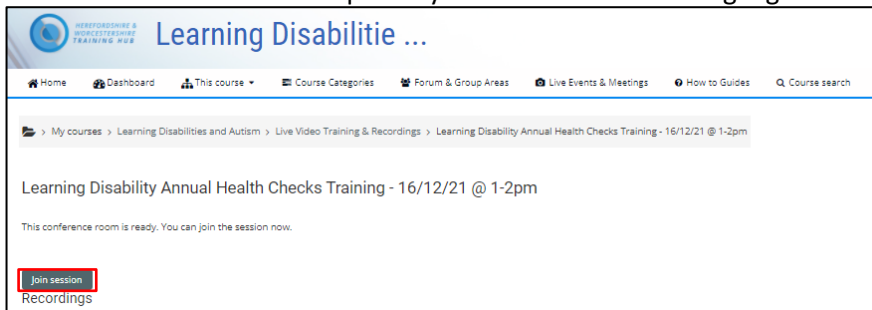 HEREFORDSHIRE &
WORCESTERSHIRE
TRAINING HUB
Learning Disabilitie ...
Home Dashboard This course Course Categories Forum & Group Areas Live Events & Meetings How to Guides Course search
> My courses > Learning Disabilities and Autism > Live Video Training & Recordings > Learning Disability Annual Health Checks Training - 16/12/21 @ 1-2pm
Learning Disability Annual Health Checks Training - 16/12/21 @ 1-2pm
This conference room is ready. You can join the session now.
Join session
Recordings